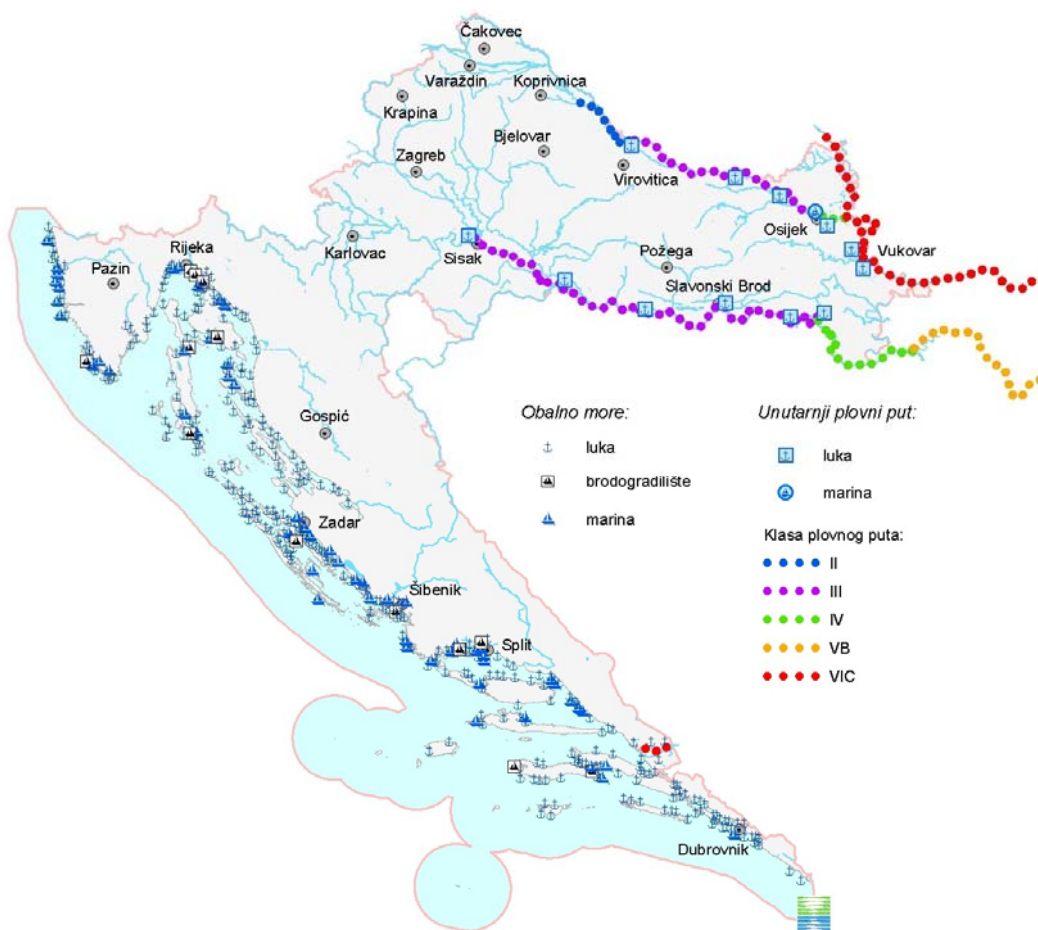 Čakovec
Varaždin
Koprivnica
Krapina
Bjelovar
Zagreb
Virovitica
Osijek
Rijeka
Karlovac
Sisak
Požega
Vukovar
Pazin
Slavonski Brod
Gospić
Obalno more:
luka
brodogradilište
marina
Unutarnji plovni put:
luka
marina
Klasa plovnog puta:
II
III
IV
VB
VIC
Zadar
Šibenik
Split
Dubrovnik